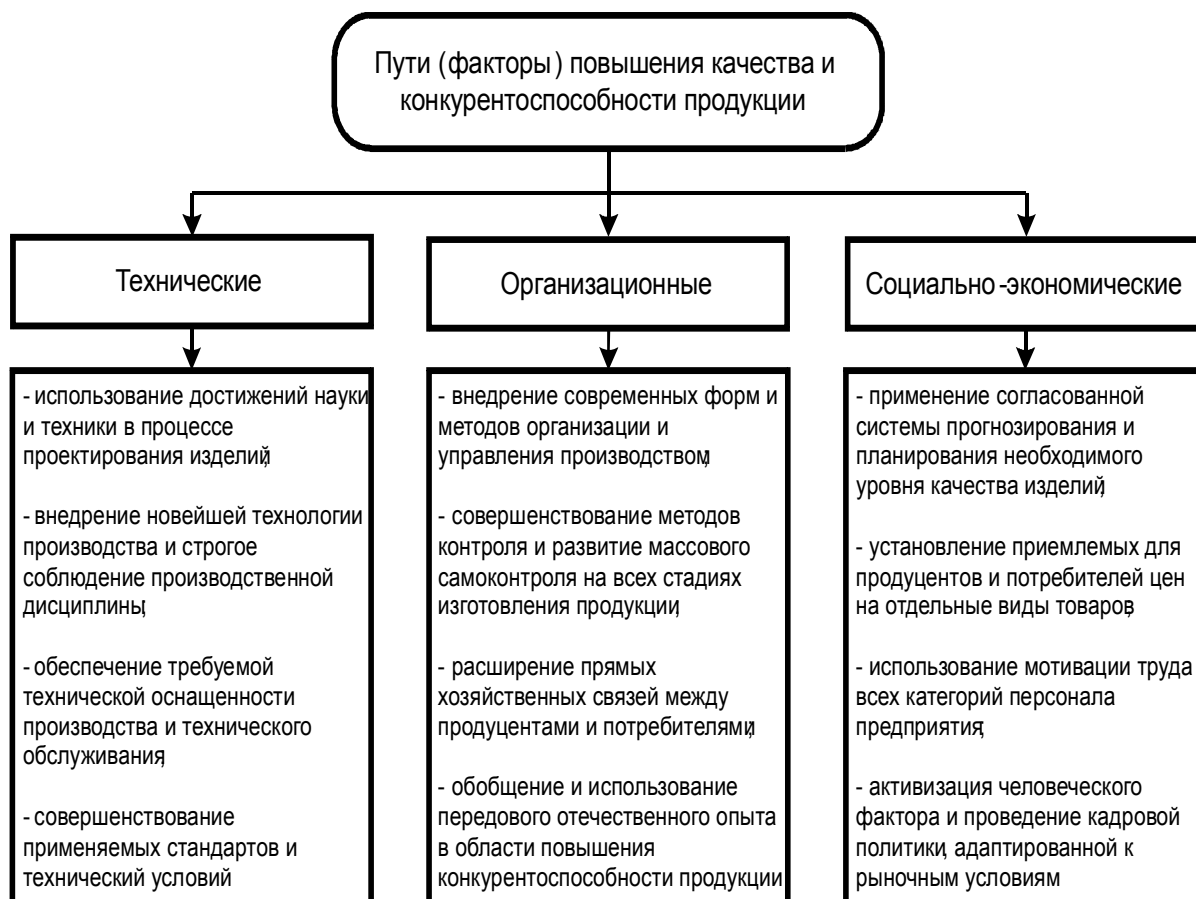 Пути (факторы) повышения качества и
конкурентоспособности продукции
Технические
Организационные
Социально-экономические
- использование достижений науки
и техники в процессе
проектирования изделий;
- внедрение новейшей технологии
производства и строгое
соблюдение производственной
дисциплины;
- обеспечение требуемой
технической оснащенности
производства и технического
обслуживания;
- совершенствование
применяемых стандартов и
технический условий
- внедрение современных форм и
методов организации и
управления производством;
- совершенствование методов
контроля и развитие массового
самоконтроля на всех стадиях
изготовления продукции;
- расширение прямых
хозяйственных связей между
продуцентами и потребителями;
- обобщение и использование
передового отечественного опыта
в области повышения
конкурентоспособности продукции
- применение согласованной
системы прогнозирования и
планирования необходимого
уровня качества изделий;
- установление приемлемых для
продуцентов и потребителей цен
на отдельные виды товаров;
- использование мотивации труда
всех категорий персонала
предприятия;
- активизация человеческого
фактора и проведение кадровой
политики, адаптированной к
рыночным условиям